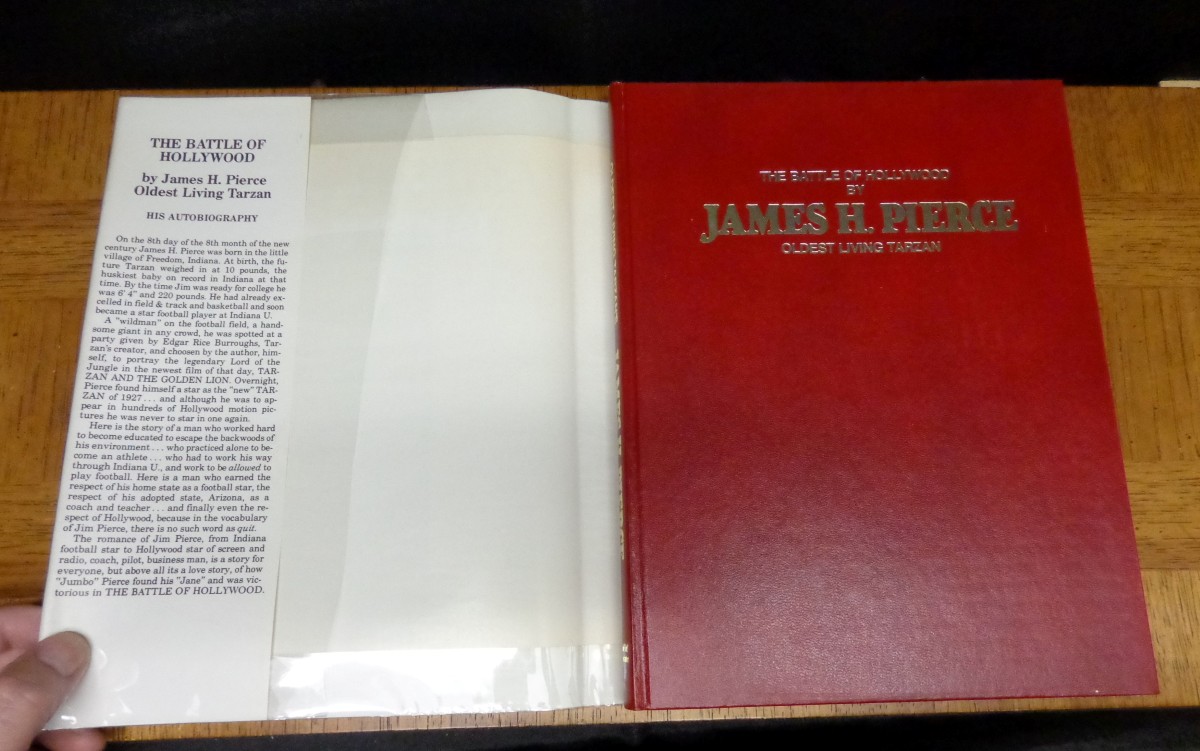 THE BATTLE OF
HOLLYWOOD
by James H. Pierce
Oldest Living Tarzan
HIS AUTOBIOGRAPHY
On the 8th day of the 8th month of the new
century James H. Pierce was born in the little
village of Freedom, Indiana. At birth, the fu-
ture Tarzan weighed in at 10 pounds, the
huskiest baby on record in Indiana at that
time. By the time Jim was ready for college he
was 6' 4" and 220 pounds. He had already ex-
celled in field & track and basketball and soon
became a star football player at Indiana U.
A "wildman" on the football field, a hand-
some giant in any crowd, he was spotted at a
party given by Edgar Rice Burroughs, Tar-
zan's creator, and choosen by the author, him-
self, to portray the legendary Lord of the
Jungle in the newest film of that day, TAR-
ZAN AND THE GOLDEN LION. Overnight,
Pierce found himself a star as the "new" TAR-
ZAN of 1927 . . . and although he was to ap-
pear in hundreds of Hollywood motion pic-
tures he was never to star in one again.
Here is the story of a man who worked hard
to become educated to escape the backwoods of
his environment . . . who practiced alone to be-
come an athlete . . . who had to work his way
through Indiana U., and work to be allowed to
play football. Here is a man who earned the
respect of his home state as a football star, the
respect of his adopted state, Arizona, as a
coach and teacher . . . and finally even the re-
spect of Hollywood, because in the vocabulary
of Jim Pierce, there is no such word as quit.
The romance of Jim Pierce, from Indiana
football star to Hollywood star of screen and
radio, coach, pilot, business man, is a story for
everyone, but above all its a love story, of how
"Jumbo" Pierce found his "Jane" and was vic-
torious in THE BATTLE OF HOLLYWOOD.
THE BATTLE OF HOLLYWOOD
BY
JAMES H. PIERCE
OLDEST LIVING TARZAN